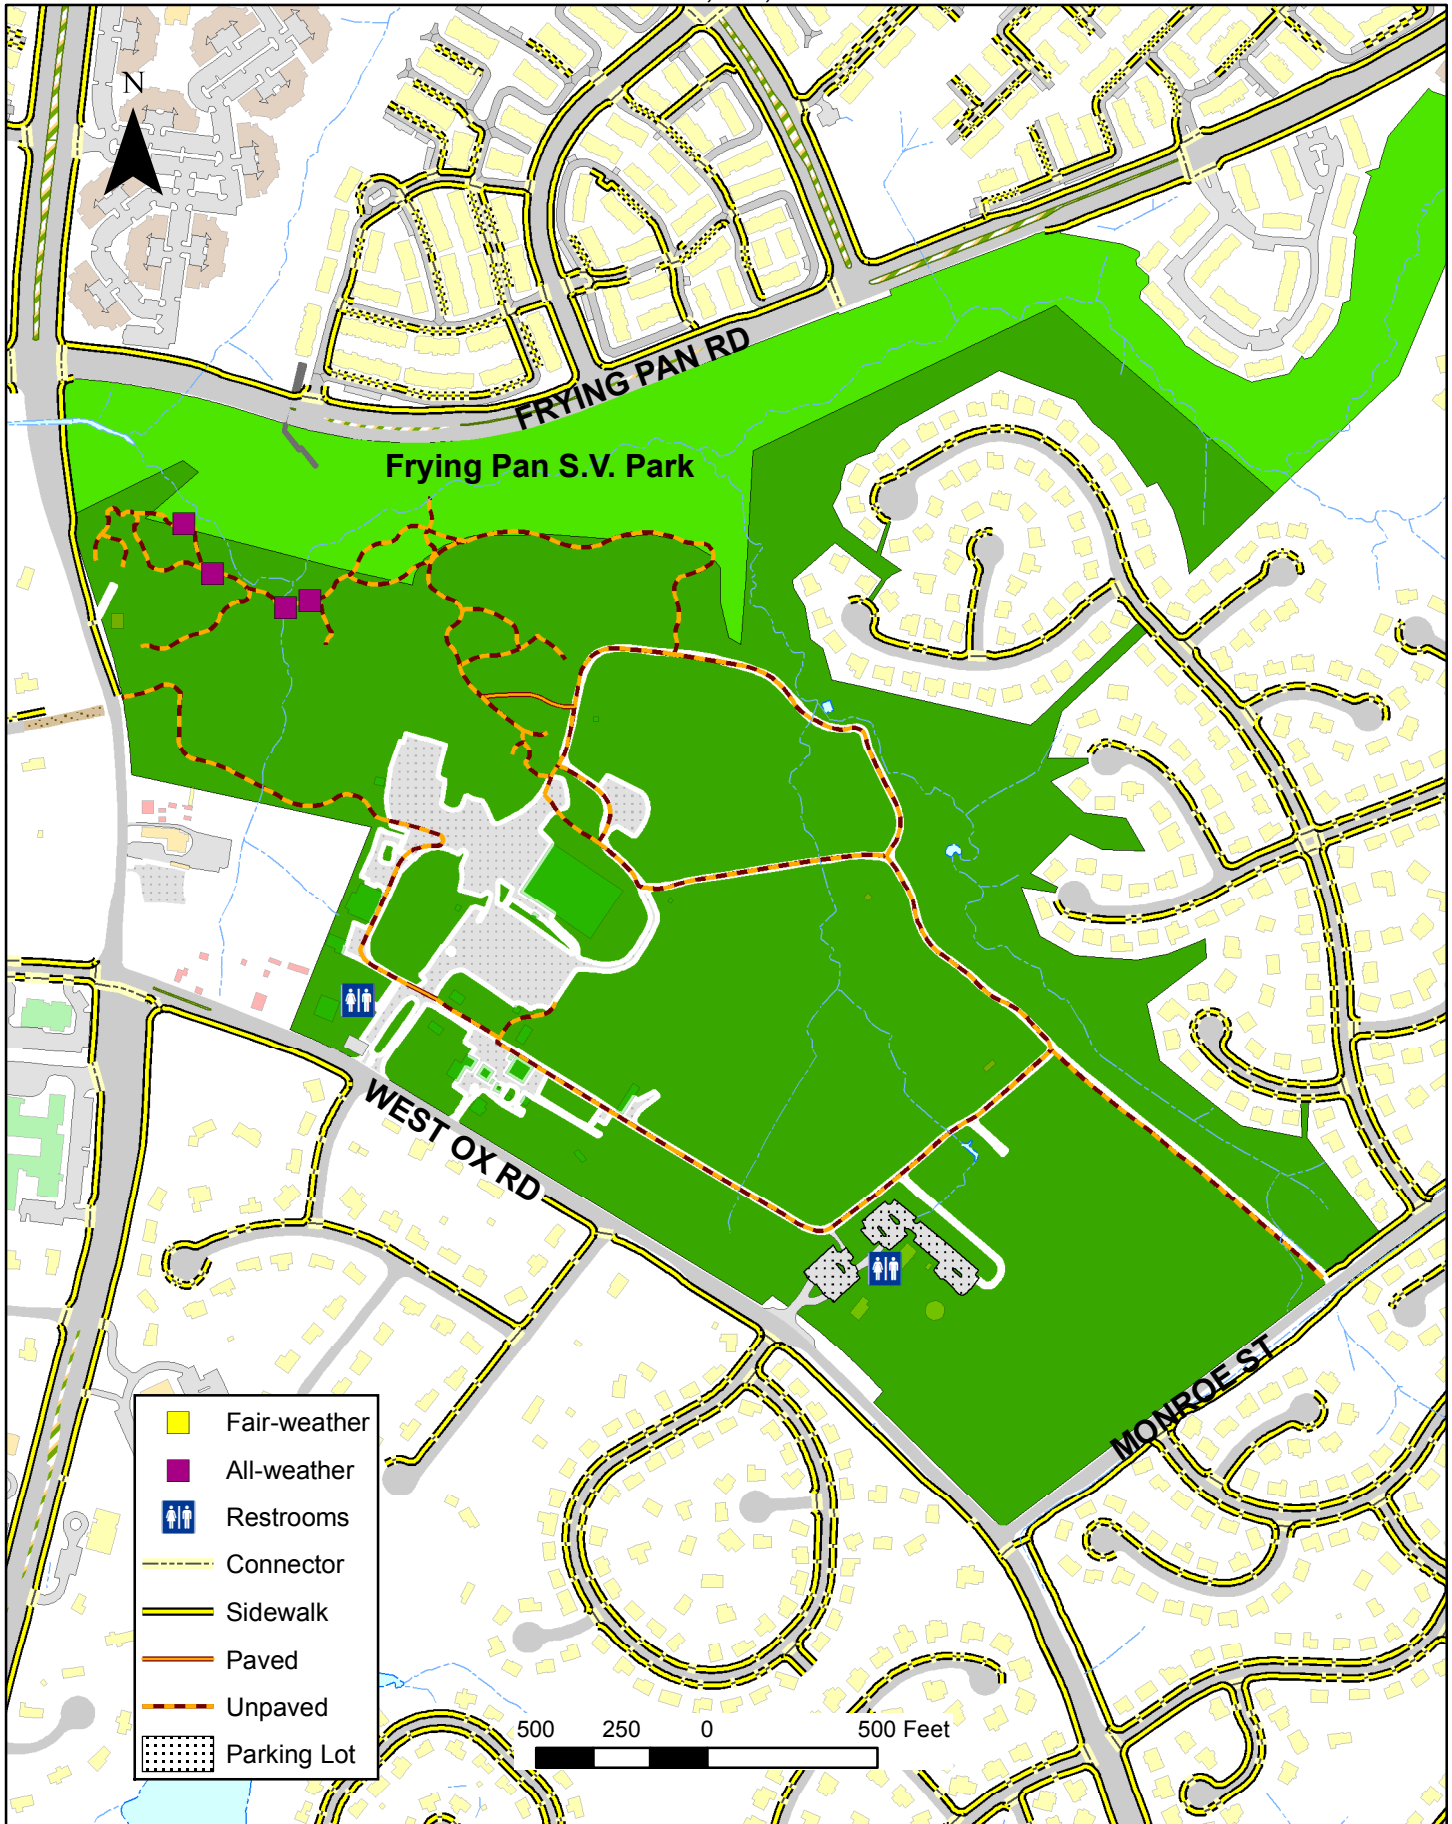 N
FRYING PAN RD
Frying Pan S.V. Park
WEST OX RD
MONROE ST
Fair-weather
All-weather
Restrooms
Connector
Sidewalk
Paved
Unpaved
Parking Lot
500 250 0 500 Feet